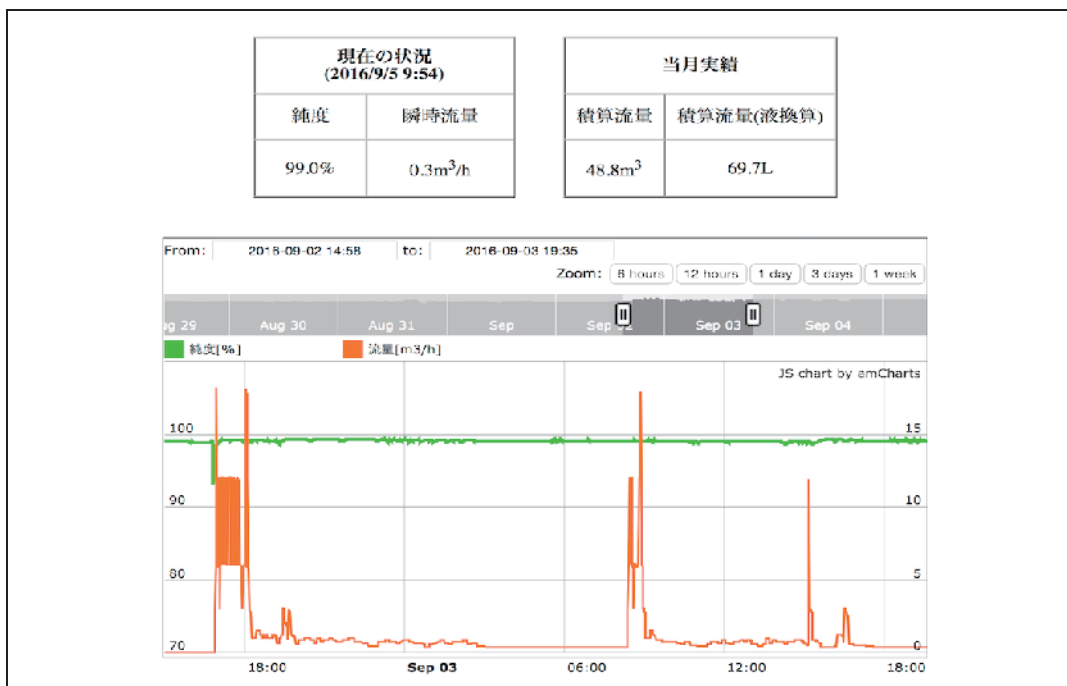 現在の状況
(2016/9/5 9:54)
純度 瞬時流量
99.0% 0.3m³/h
当月実績
積算流量 積算流量(液換算)
48.8m³ 69.7L
From: 2016-09-02 14:58 to: 2016-09-03 19:35
Zoom: 6 hours 12 hours 1 day 3 days 1 week
ug 29 Aug 30 Aug 31 Sep Sep 02 Sep 03 Sep 04
純度[%] 流量[m3/h]
JS chart by amCharts
100 15
90 10
80 5
70 0
18:00 Sep 03 06:00 12:00 18:00